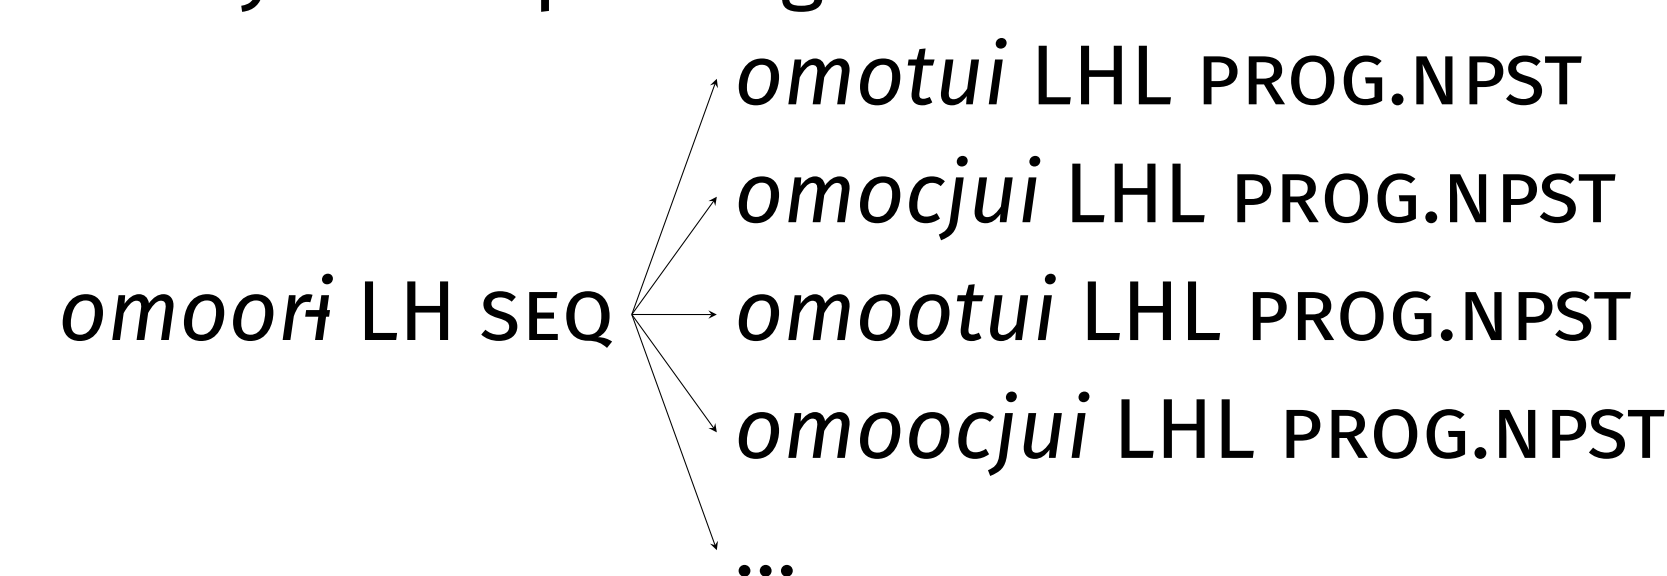 omotui LHL PROG.NPST
omocjui LHL PROG.NPST
omoorɨ LH SEQ
omootui LHL PROG.NPST
omoocjui LHL PROG.NPST
...